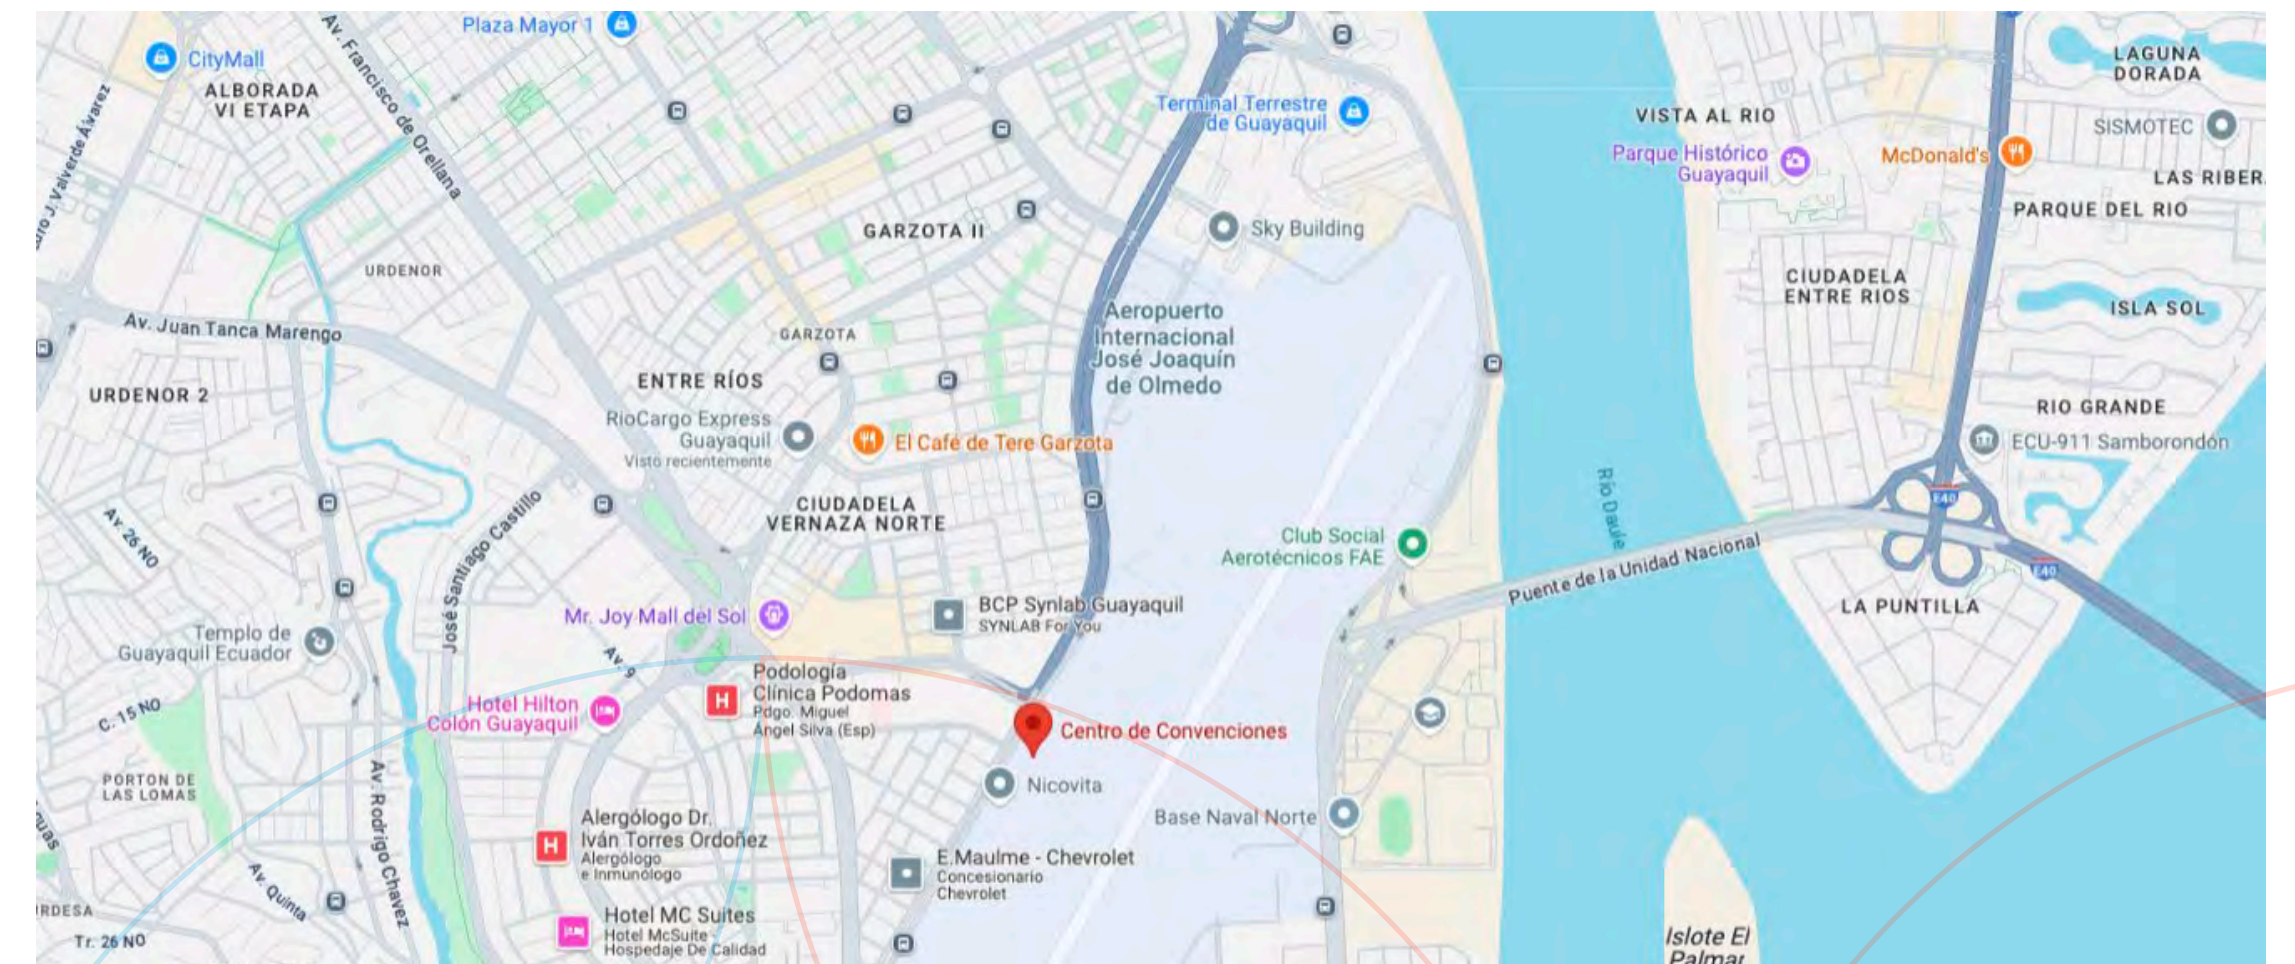 Plaza Mayor 1
CityMall
ALBORADA
VI ETAPA
Av. Francisco de Orellana
Terminal Terrestre
de Guayaquil
VISTA AL RIO
Parque Histórico
Guayaquil
McDonald's
LAGUNA
DORADA
SISMOTEC
LAS RIBER
PARQUE DEL RIO
J. Valverde Álvarez
GARZOTA II
Sky Building
URDENOR
CIUDADELA
ENTRE RIOS
ISLA SOL
Av. Juan Tanca Marengo
GARZOTA
Aeropuerto
Internacional
José Joaquín
de Olmedo
URDENOR 2
ENTRE RÍOS
RioCargo Express
Guayaquil
Visto recientemente
El Café de Tere Garzota
RIO GRANDE
ECU-911 Samborondón
Av. 26 NO
José Santiago Castillo
CIUDADELA
VERNAZA NORTE
Río Daule
E40
Club Social
Aerotécnicos FAE
Puente de la Unidad Nacional
E40
LA PUNTILLA
Mr. Joy Mall del Sol
BCP Synlab Guayaquil
SYNLAB For You
Templo de
Guayaquil Ecuador
Av. 9
Podología
Clínica Podomas
Pdgo. Miguel
Ángel Silva (Esp)
Hotel Hilton
Colón Guayaquil
C. 15 NO
Centro de Convenciones
Nicovita
PORTON DE
LAS LOMAS
Av. Rodrigo Chavez
Base Naval Norte
Alergólogo Dr.
Iván Torres Ordoñez
Alergólogo
e Inmunólogo
E.Maulme - Chevrolet
Concesionario
Chevrolet
Av. Quinta
RDESA
Tr. 26 NO
Hotel MC Suites
Hotel McSuite -
Hospedaje De Calidad
Islote El
Palmar